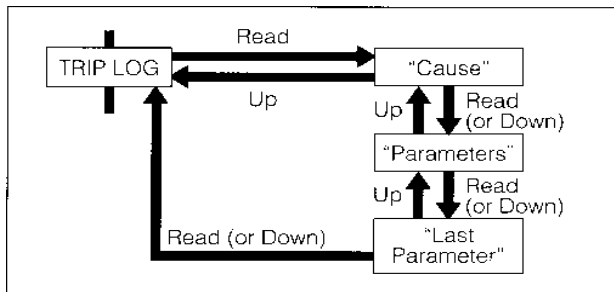 Read
TRIP LOG
"Cause"
Up
Up
Read
(or Down)
"Parameters"
Up
Read
(or Down)
Read (or Down)
"Last
Parameter"